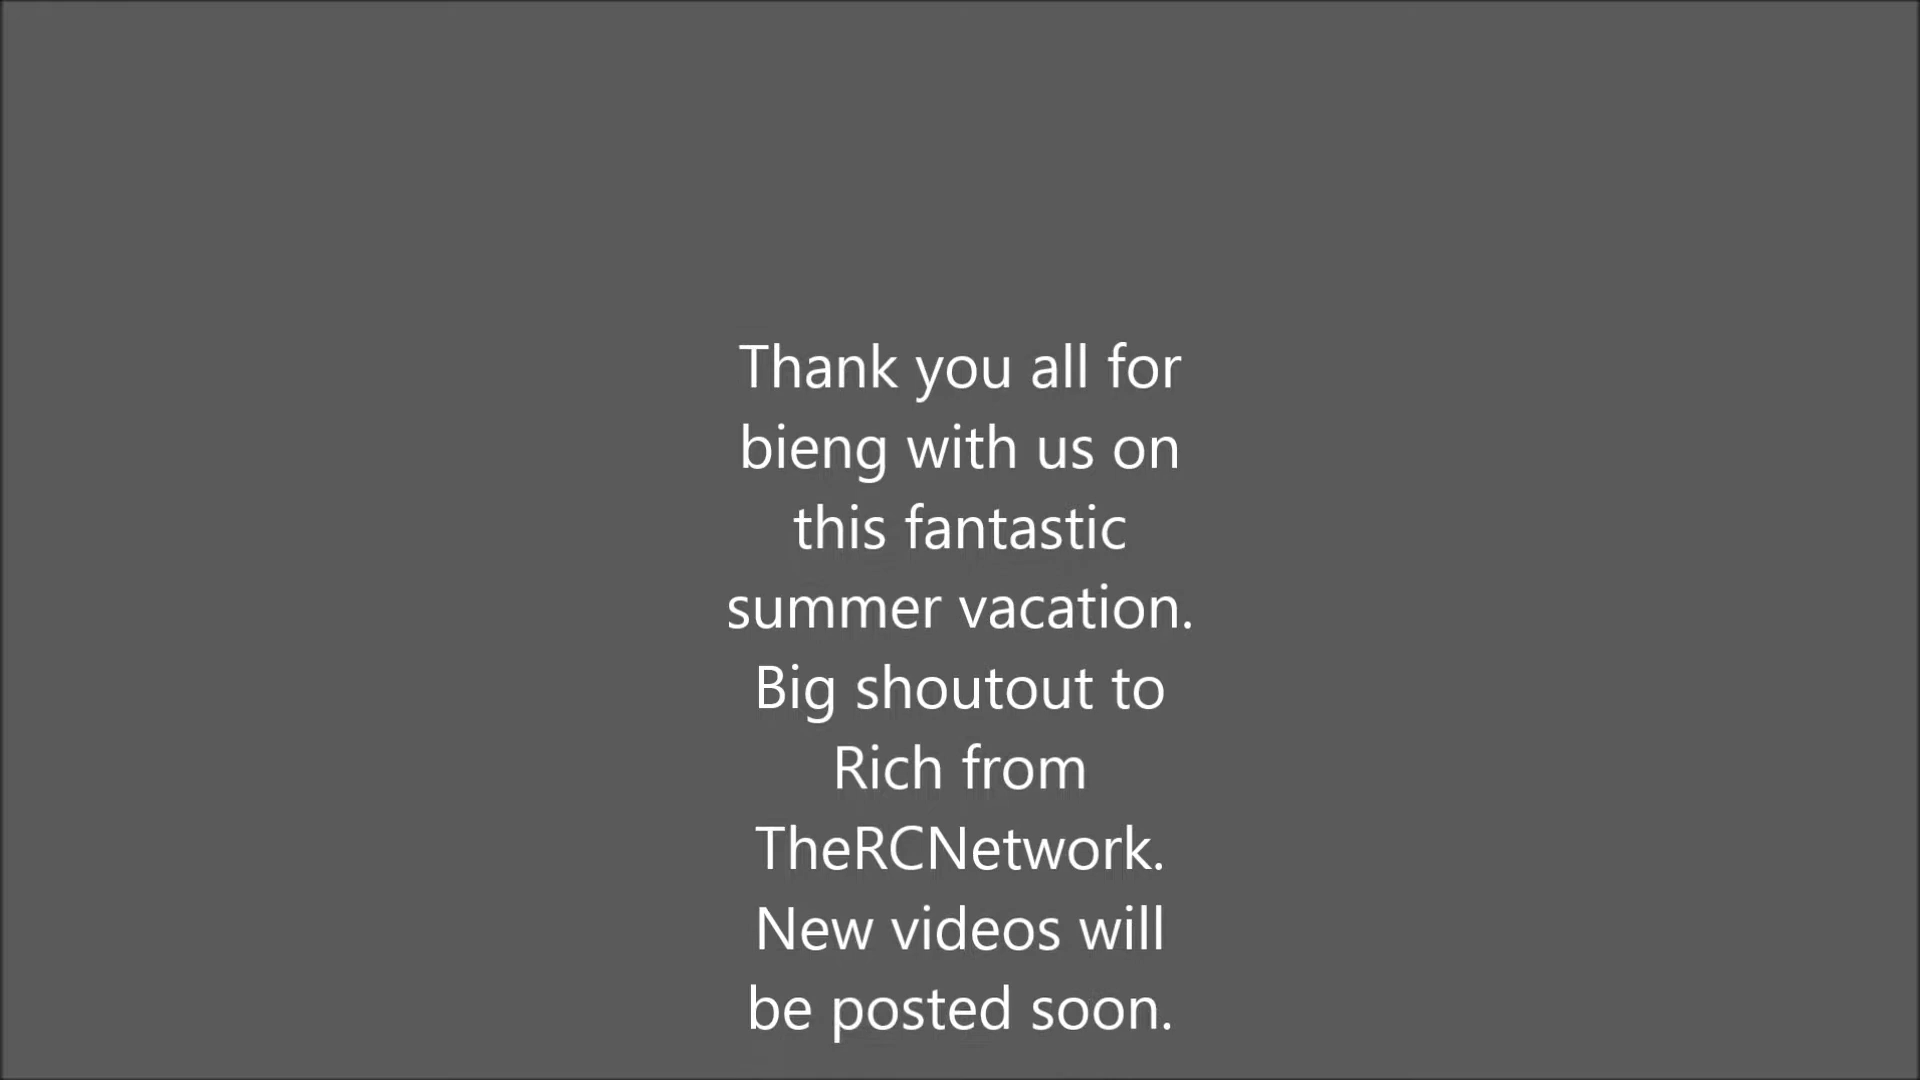 Thank you all for
bieng with us on
this fantastic
summer vacation.
Big shoutout to
Rich from
TheRCNetwork.
New videos will
be posted soon.